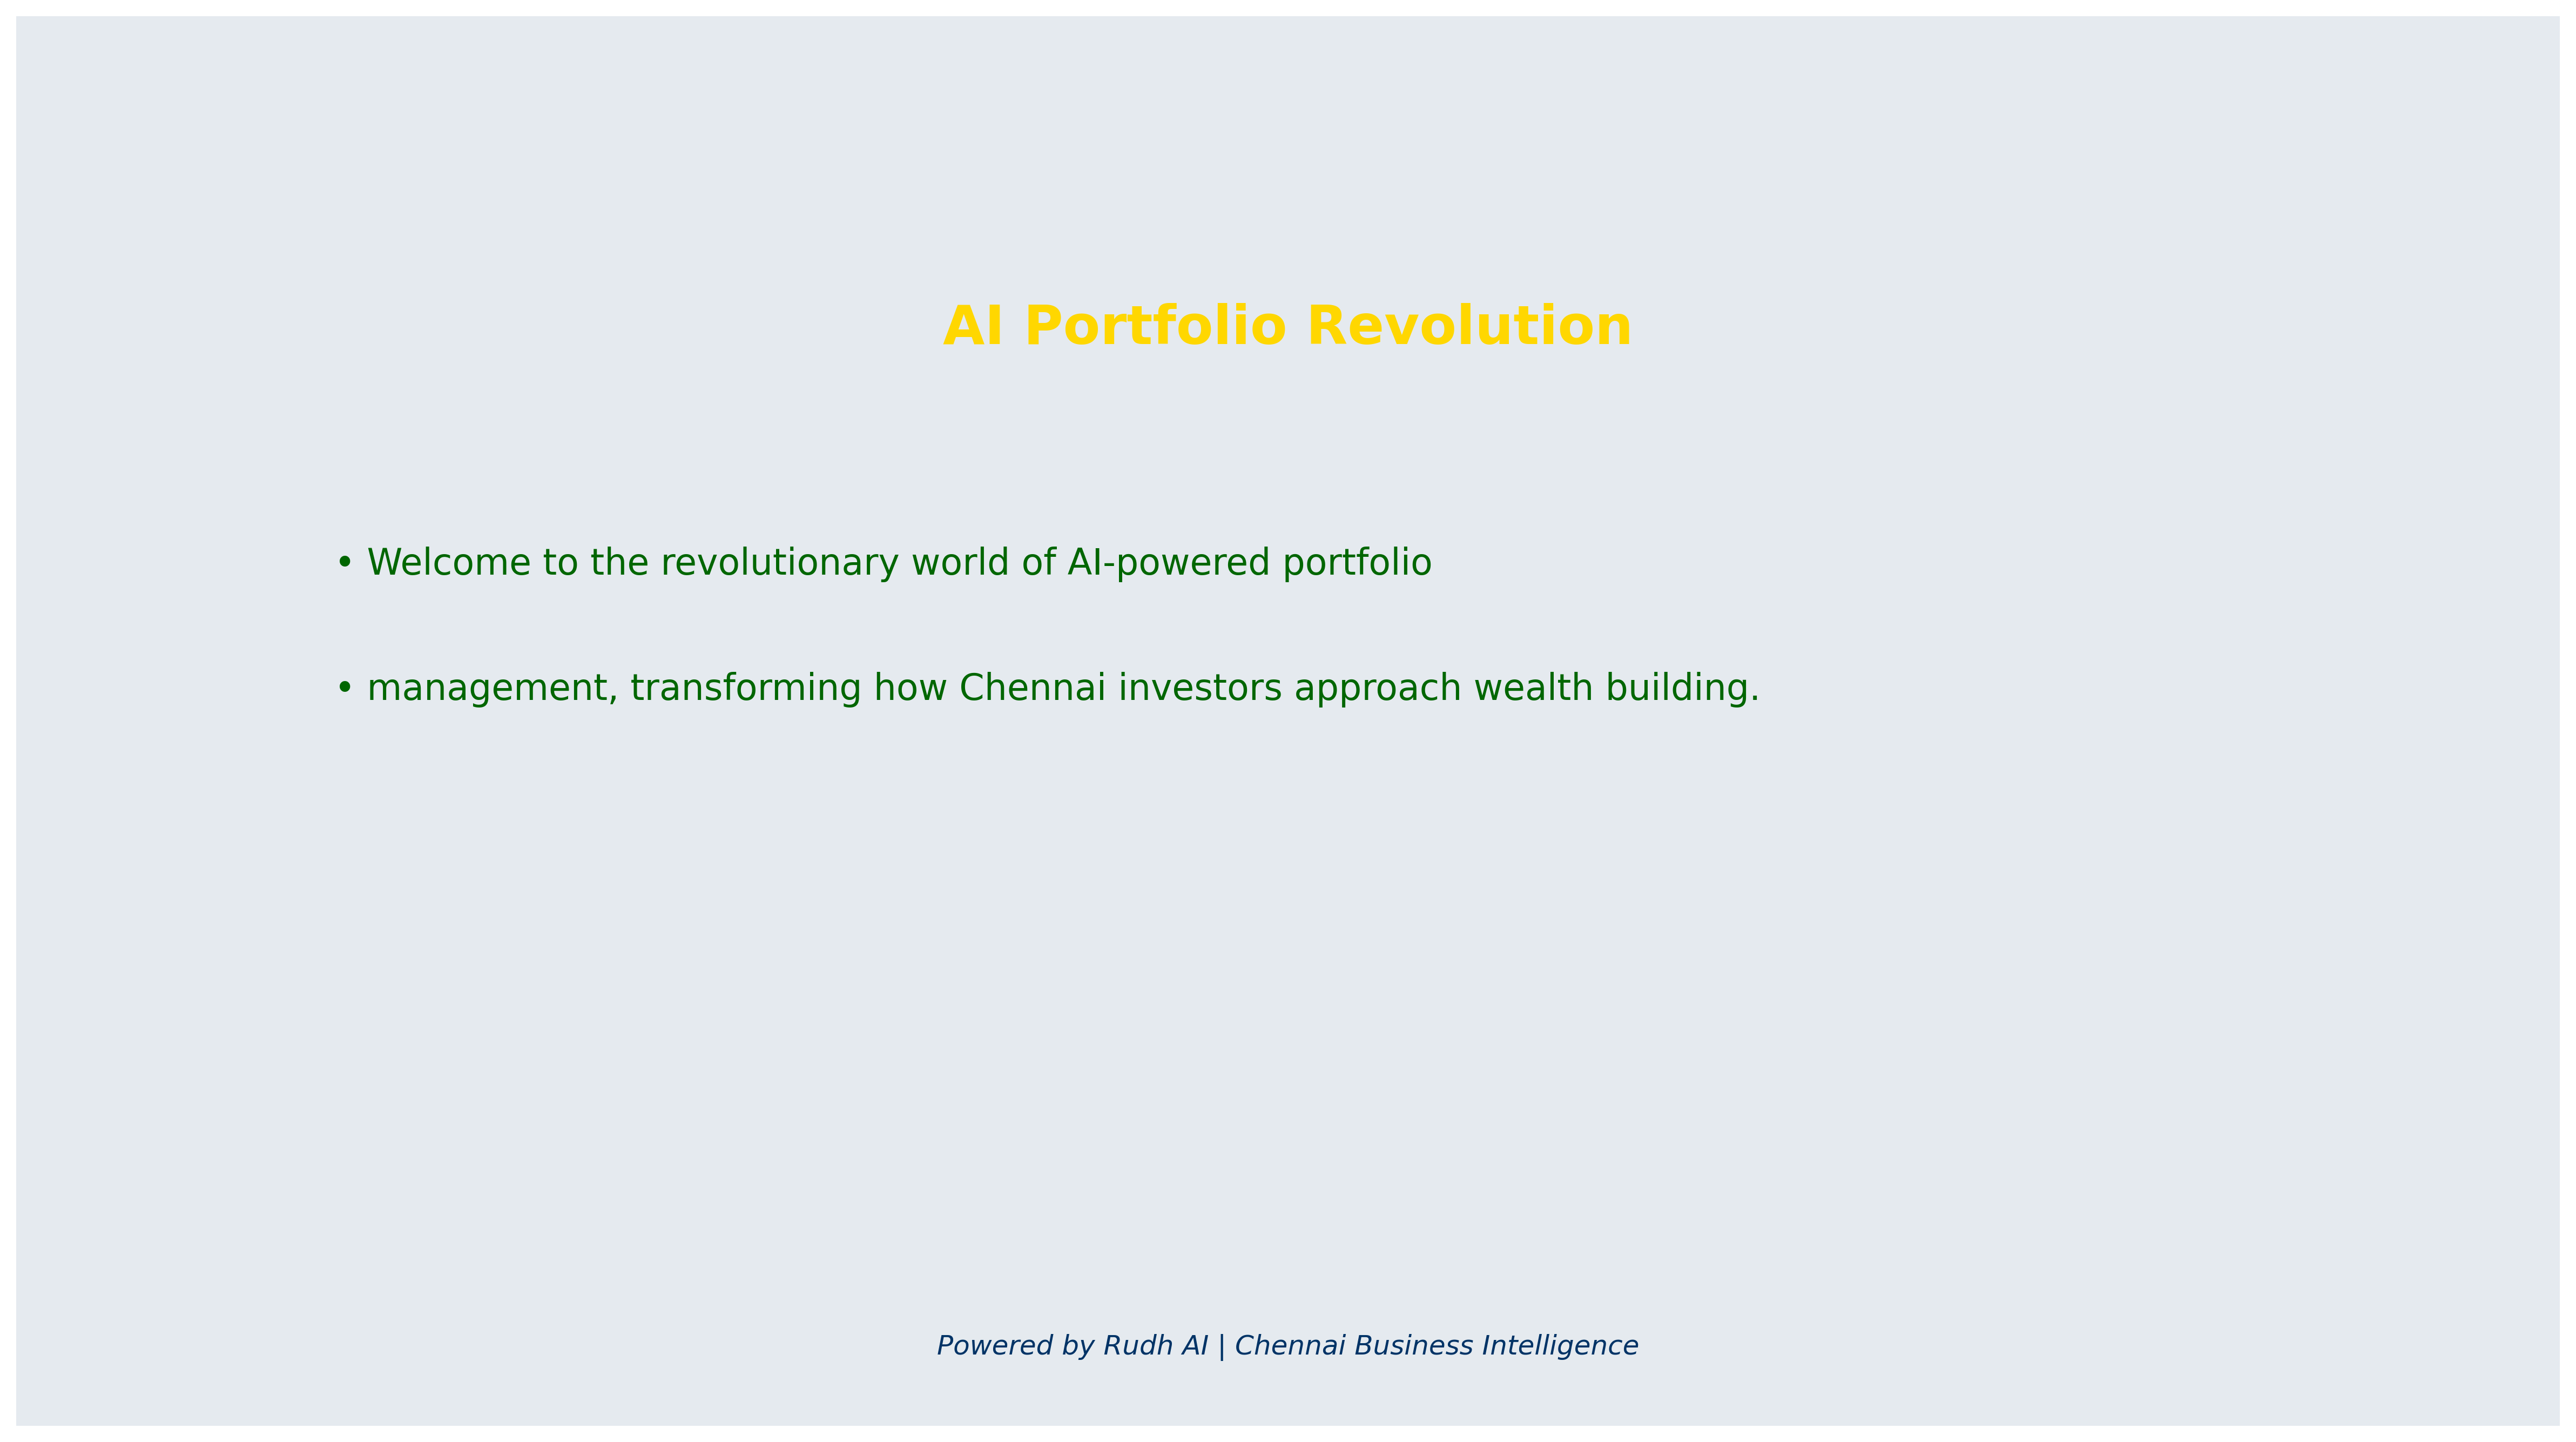 AI Portfolio Revolution
• Welcome to the revolutionary world of AI-powered portfolio
• management, transforming how Chennai investors approach wealth building.
Powered by Rudh AI | Chennai Business Intelligence